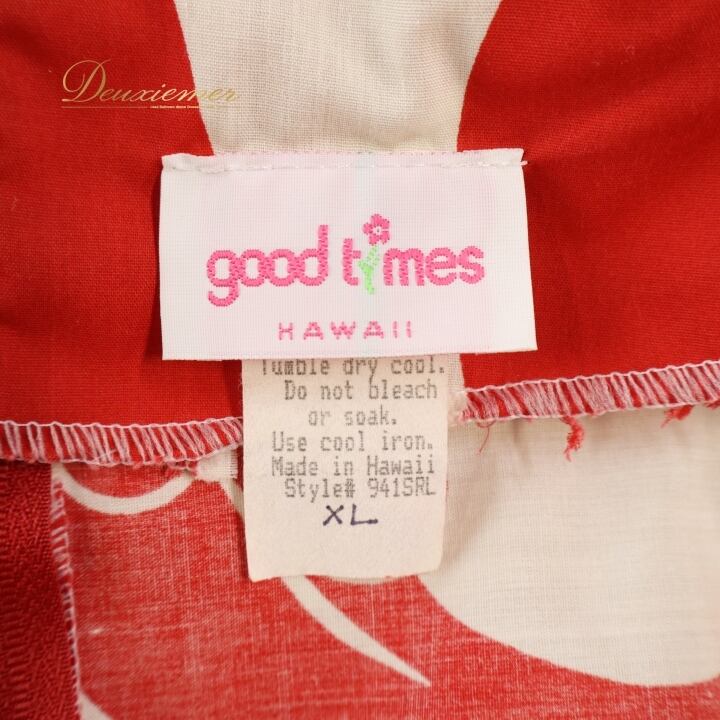 Deuxiemer
good times
HAWAII
Tumble dry cool.
Do not bleach
or soak.
Use cool iron.
Made in Hawaii
Style# 941SRL
XL